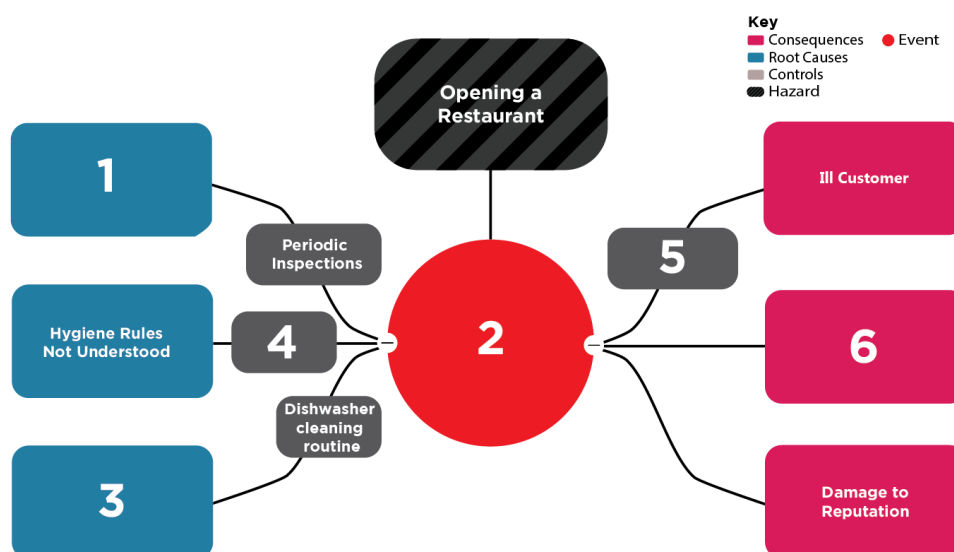 Key
Consequences
Event
Root Causes
Controls
Hazard
Opening a
Restaurant
1
Periodic
Inspections
Hygiene Rules
Not Understood
4
Dishwasher
cleaning
routine
3
2
5
Ill Customer
6
Damage to
Reputation